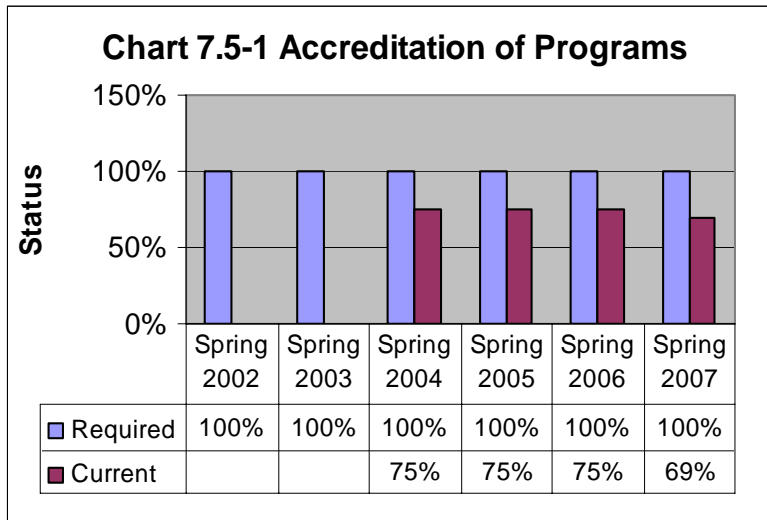 Chart 7.5-1 Accreditation of Programs
Status
150%
100%
50%
0%
Spring 2002 Spring 2003 Spring 2004 Spring 2005 Spring 2006 Spring 2007
Required 100% 100% 100% 100% 100% 100%
Current 75% 75% 75% 69%